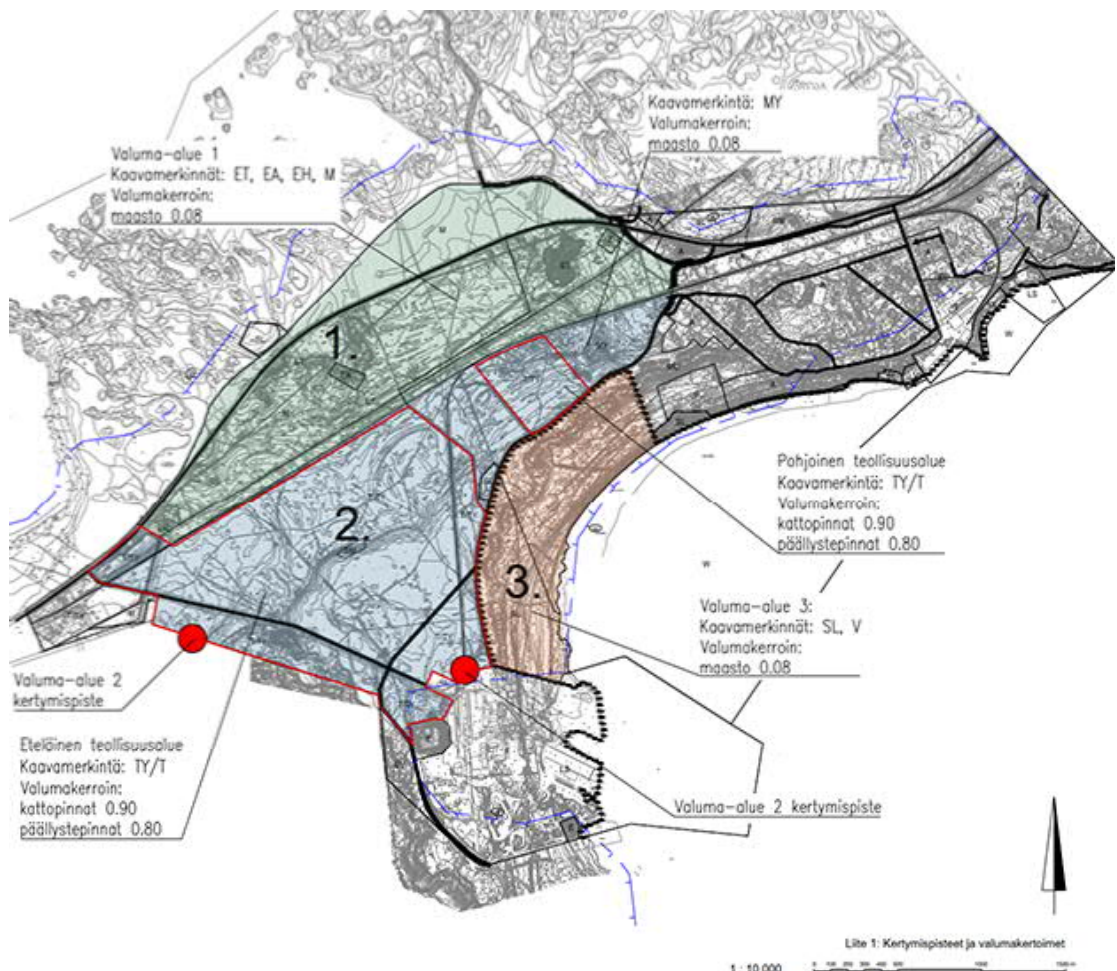 Kaavamerkintä: MY
Valumakerroin:
maasto 0.08
Valuma-alue 1
Kaavamerkinnät: ET, EA, EH, M
Valumakerroin:
maasto 0.08
1.
2.
3.
Pohjoinen teollisuusalue
Kaavamerkintä: TY/T
Valumakerroin:
kattopinnat 0.90
päällystepinnat 0.80
Valuma-alue 3:
Kaavamerkinnät: SL, V
Valumakerroin:
maasto 0.08
Valuma-alue 2
kertymispiste
Eteläinen teollisuusalue
Kaavamerkintä: TY/T
Valumakerroin:
kattopinnat 0.90
päällystepinnat 0.80
Valuma-alue 2 kertymispiste
LS
W
W
M
Liite 1: Kertymispisteet ja valumakertoimet
1 : 10 000